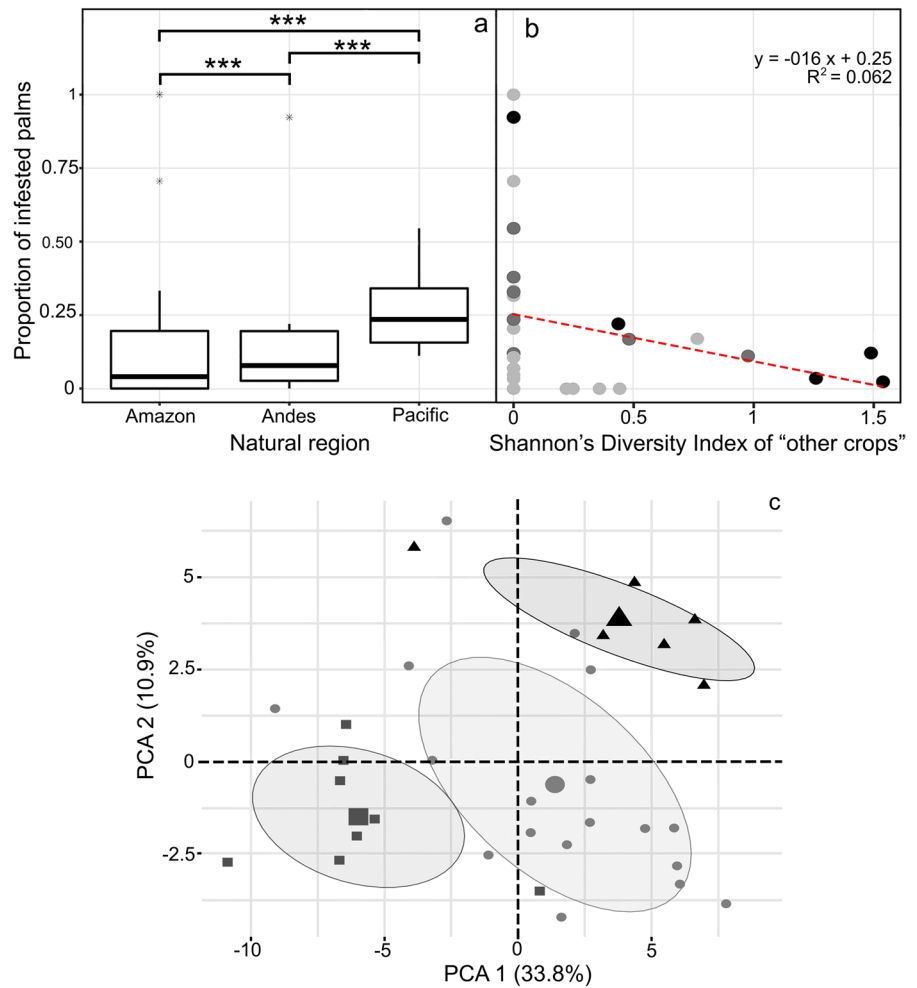 a
***
***
***
Proportion of infested palms
1
0.75
0.50
0.25
0
Amazon
Andes
Pacific
Natural region
b
y = -016 x + 0.25
R² = 0.062
0
0.5
1
1.5
Shannon's Diversity Index of “other crops”
c
PCA 2 (10.9%)
5
2.5
0
-2.5
-10
-5
0
5
PCA 1 (33.8%)